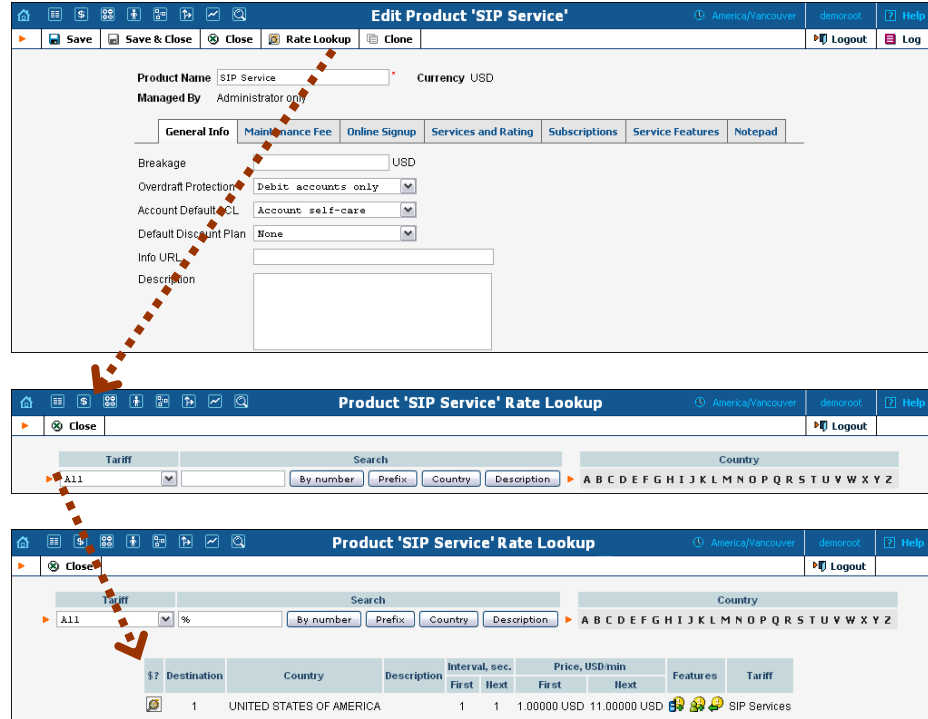 Edit Product 'SIP Service' America/Vancouver demoroot ? Help
Save Save & Close Close Rate Lookup Clone Logout Log
Product Name SIP Service * Currency USD
Managed By Administrator only
General Info Maintenance Fee Online Signup Services and Rating Subscriptions Service Features Notepad
Breakage USD
Overdraft Protection Debit accounts only
Account Default ACL Account self-care
Default Discount Plan None
Info URL
Description
Product 'SIP Service' Rate Lookup America/Vancouver demoroot ? Help
Close Logout
Tariff Search Country
All By number Prefix Country Description A B C D E F G H I J K L M N O P Q R S T U V W X Y Z
Product 'SIP Service' Rate Lookup America/Vancouver demoroot ? Help
Close Logout
Tariff Search Country
All % By number Prefix Country Description A B C D E F G H I J K L M N O P Q R S T U V W X Y Z
$? Destination Country Description Interval, sec. Price, USD/min Features Tariff
First Next First Next
1 UNITED STATES OF AMERICA 1 1 1.00000 USD 11.00000 USD SIP Services